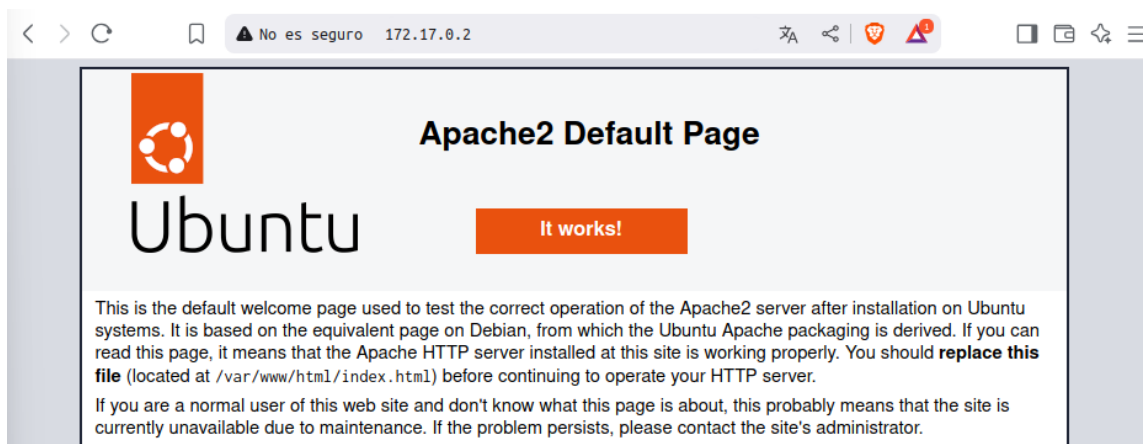 No es seguro 172.17.0.2
1
Apache2 Default Page
Ubuntu
It works!
This is the default welcome page used to test the correct operation of the Apache2 server after installation on Ubuntu
systems. It is based on the equivalent page on Debian, from which the Ubuntu Apache packaging is derived. If you can
read this page, it means that the Apache HTTP server installed at this site is working properly. You should replace this
file (located at /var/www/html/index.html) before continuing to operate your HTTP server.
If you are a normal user of this web site and don't know what this page is about, this probably means that the site is
currently unavailable due to maintenance. If the problem persists, please contact the site's administrator.